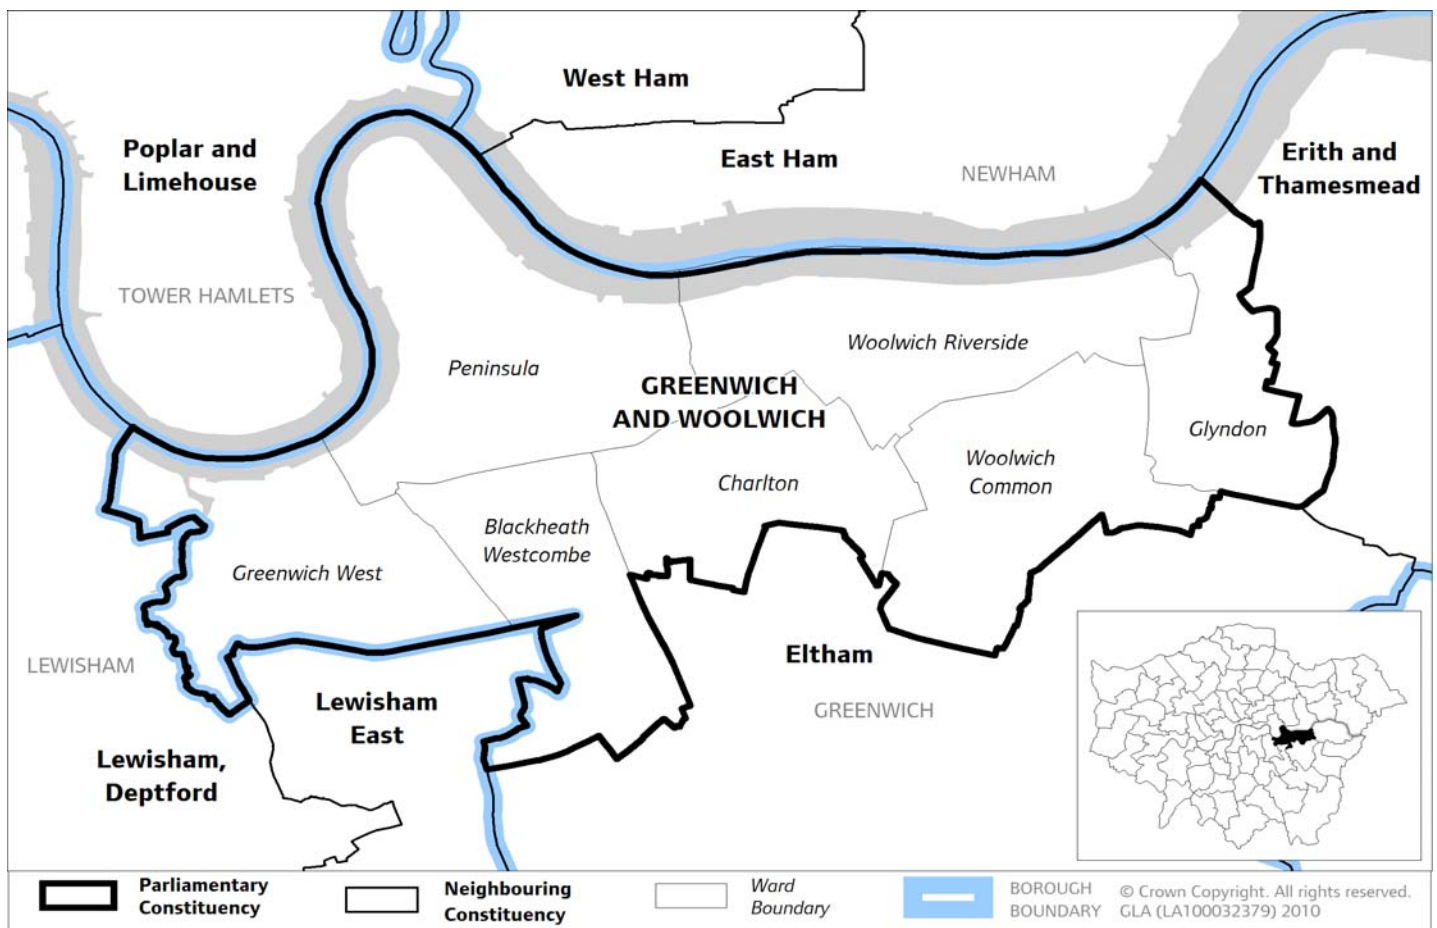 West Ham
Poplar and
Limehouse
East Ham
NEWHAM
Erith and
Thamesmead
TOWER HAMLETS
Peninsula
Woolwich Riverside
GREENWICH
AND WOOLWICH
Glyndon
Woolwich
Common
Charlton
Blackheath
Westcombe
Greenwich West
LEWISHAM
Eltham
GREENWICH
Lewisham
East
Lewisham,
Deptford
Parliamentary
Constituency
Neighbouring
Constituency
Ward
Boundary
BOROUGH
BOUNDARY
© Crown Copyright. All rights reserved.
GLA (LA100032379) 2010